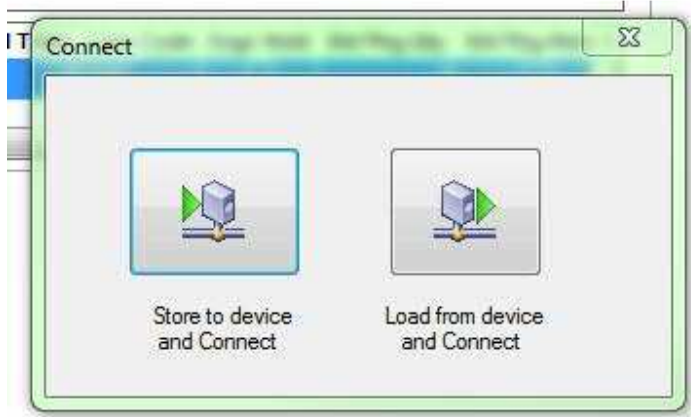 Connect
Store to device
and Connect
Load from device
and Connect